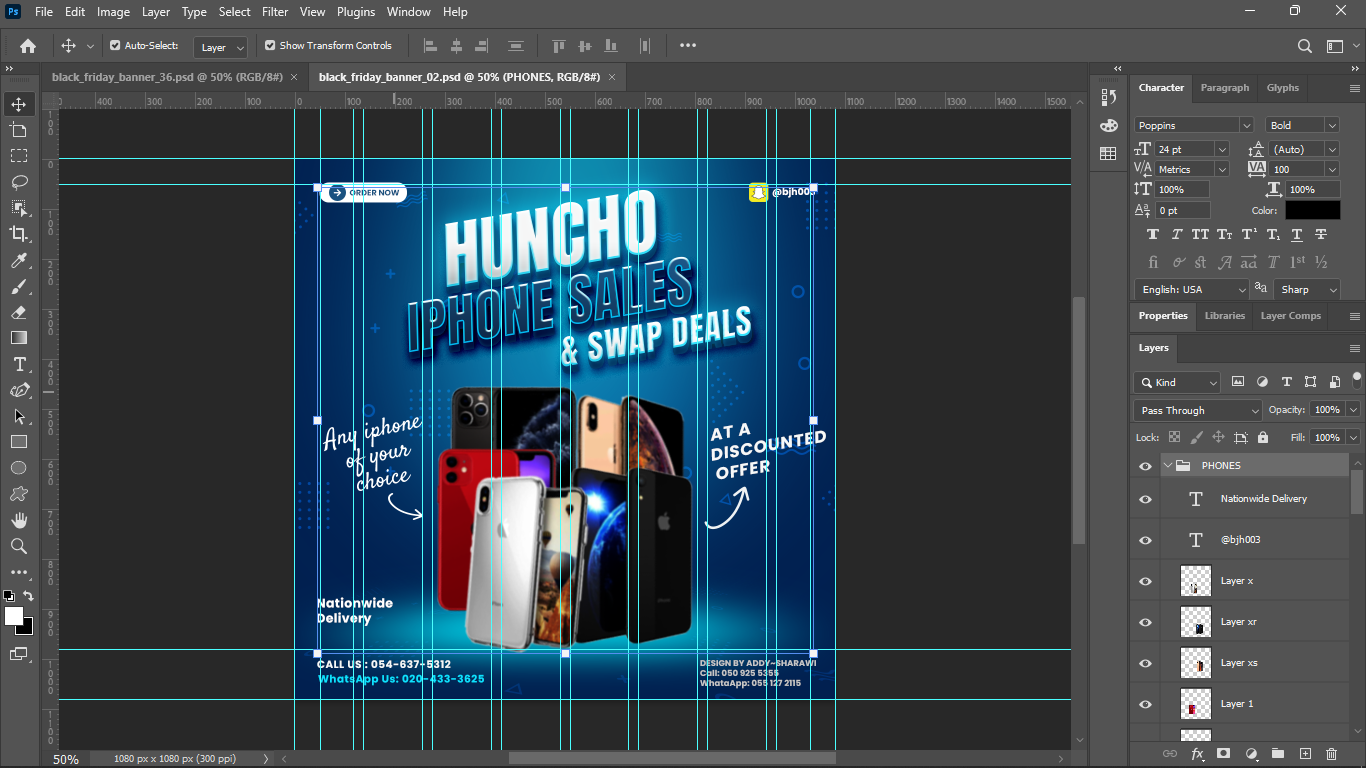 Ps File Edit Image Layer Type Select Filter View Plugins Window Help
Auto-Select: Layer Show Transform Controls
black_friday_banner_36.psd @ 50% (RGB/8#) black_friday_banner_02.psd @ 50% (PHONES, RGB/8#)
400 300 200 100 0 100 200 300 400 500 600 700 800 900 1000 1100 1200 1300 1400 1500
ORDER NOW
@bjh003
HUNCHO
IPHONE SALES
& SWAP DEALS
Any iphone
of your
choice
AT A
DISCOUNTED
OFFER
Nationwide
Delivery
CALL US : 054-637-5312
WhatsApp Us: 020-433-3625
DESIGN BY ADDY-SHARAWI
Call: 050 925 5355
WhataApp: 055 127 2115
50% 1080 px x 1080 px (300 ppi)
Character Paragraph Glyphs
Poppins Bold
24 pt (Auto)
Metrics 100
100% 100%
0 pt Color:
English: USA Sharp
Properties Libraries Layer Comps
Layers
Kind
Pass Through Opacity: 100%
Lock: Fill: 100%
PHONES
Nationwide Delivery
@bjh003
Layer x
Layer xr
Layer xs
Layer 1